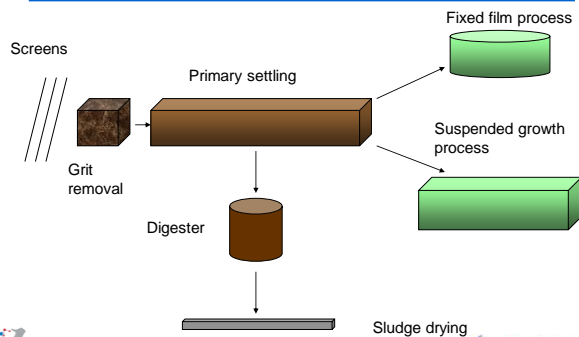 Fixed film process
Screens
Primary settling
Suspended growth
process
Grit
removal
Digester
Sludge drying